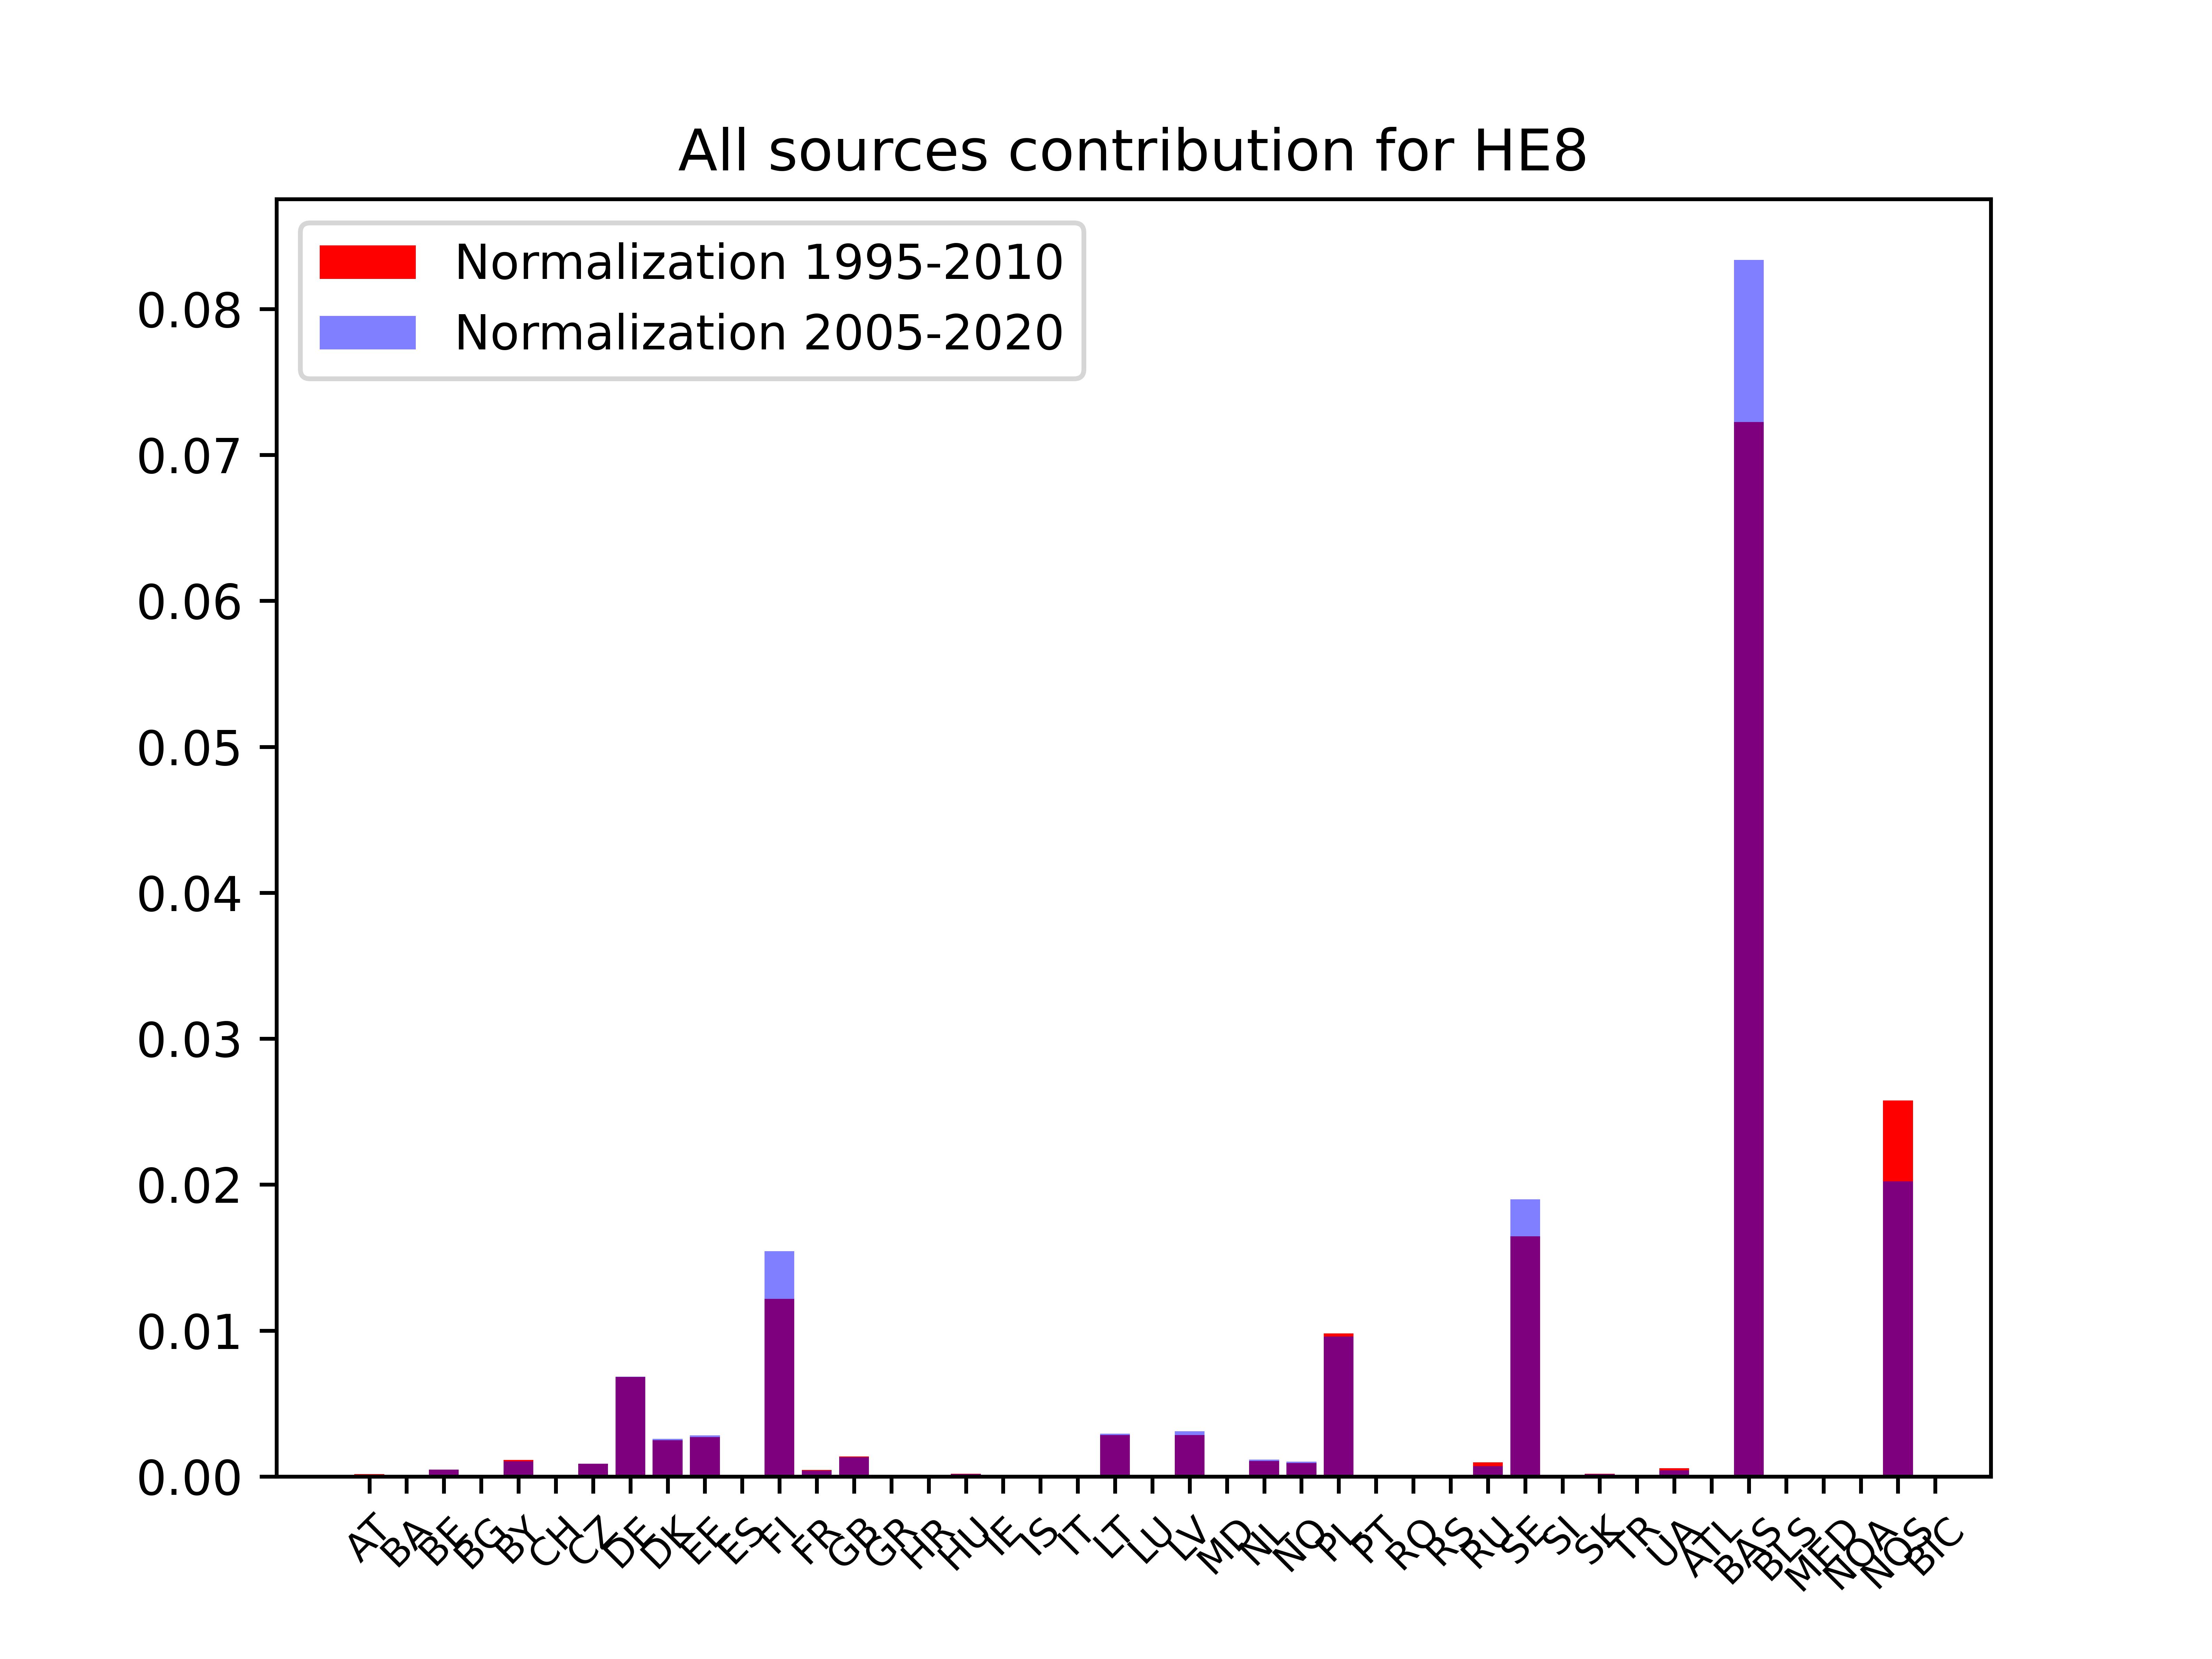 All sources contribution for HE8
Normalization 1995-2010
Normalization 2005-2020
0.08
0.07
0.06
0.05
0.04
0.03
0.02
0.01
0.00
AT BA BE BG BY CH CZ DE DK EE ES FI FR GB GR HR HU IE IS IT LT LU LV MD NL NO PL PT RO RS RU SE SI SK TR UA ATL BAS BLS MED NOA NOS BIC